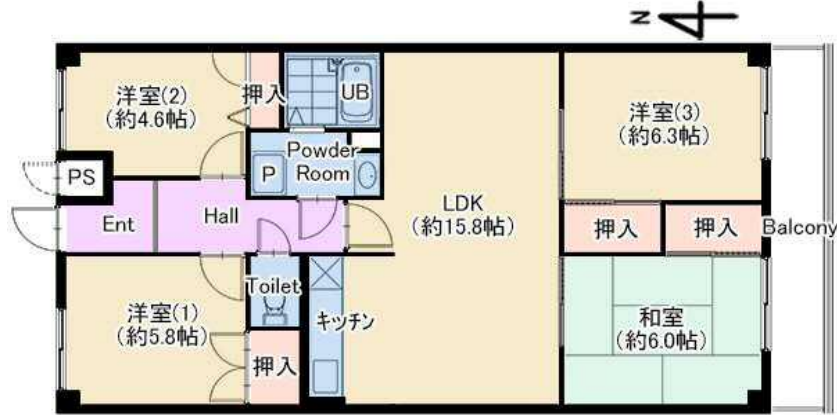 N
洋室(2)
(約4.6帖)
押入
UB
洋室(3)
(約6.3帖)
PS
P
Powder
Room
Ent
Hall
LDK
(約15.8帖)
押入
押入
Balcony
洋室(1)
(約5.8帖)
Toilet
押入
キッチン
和室
(約6.0帖)